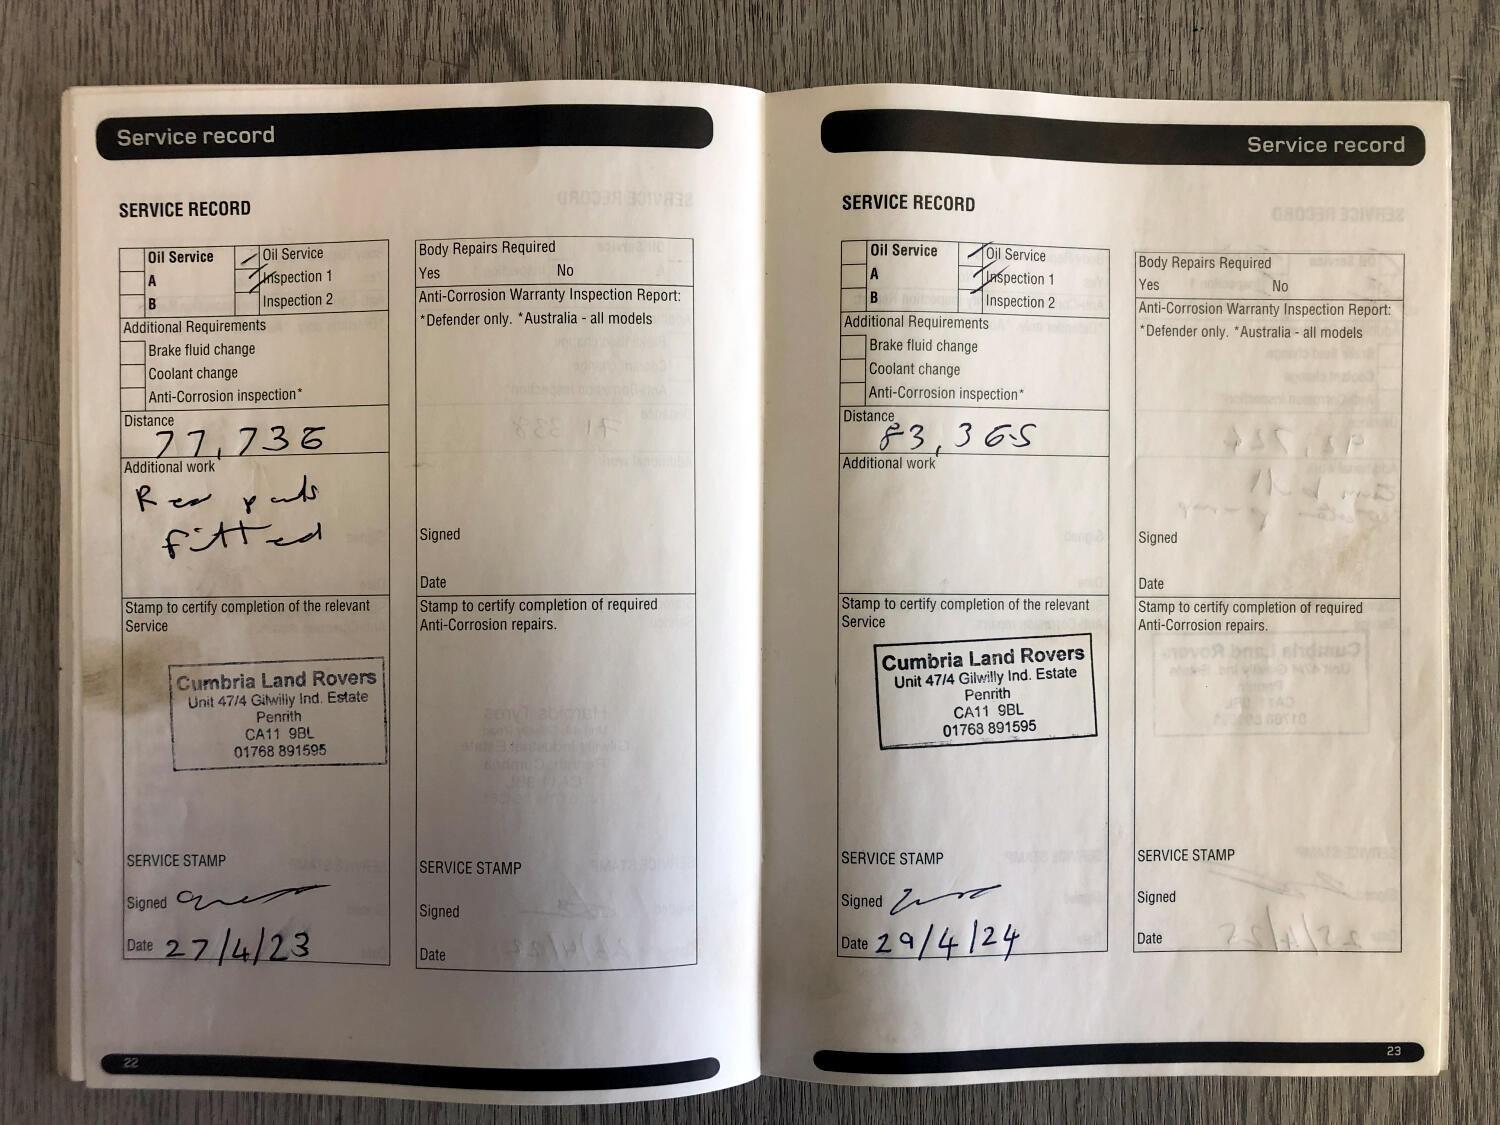 Service record
SERVICE RECORD
Oil Service
Oil Service
A
Inspection 1
B
Inspection 2
Additional Requirements
Brake fluid change
Coolant change
Anti-Corrosion inspection*
Distance
77,736
Additional work
Rear pads
fitted
Stamp to certify completion of the relevant
Service
Cumbria Land Rovers
Unit 47/4 Gilwilly Ind. Estate
Penrith
CA11 9BL
01768 891595
SERVICE STAMP
Signed
Date 27/4/23
Body Repairs Required
Yes No
Anti-Corrosion Warranty Inspection Report:
*Defender only. *Australia - all models
Signed
Date
Stamp to certify completion of required
Anti-Corrosion repairs.
SERVICE STAMP
Signed
Date
22
Service record
SERVICE RECORD
Oil Service
Oil Service
A
Inspection 1
B
Inspection 2
Additional Requirements
Brake fluid change
Coolant change
Anti-Corrosion inspection*
Distance
83,365
Additional work
Stamp to certify completion of the relevant
Service
Cumbria Land Rovers
Unit 47/4 Gilwilly Ind. Estate
Penrith
CA11 9BL
01768 891595
SERVICE STAMP
Signed
Date 29/4/24
Body Repairs Required
Yes No
Anti-Corrosion Warranty Inspection Report:
*Defender only. *Australia - all models
Signed
Date
Stamp to certify completion of required
Anti-Corrosion repairs.
SERVICE STAMP
Signed
Date
23